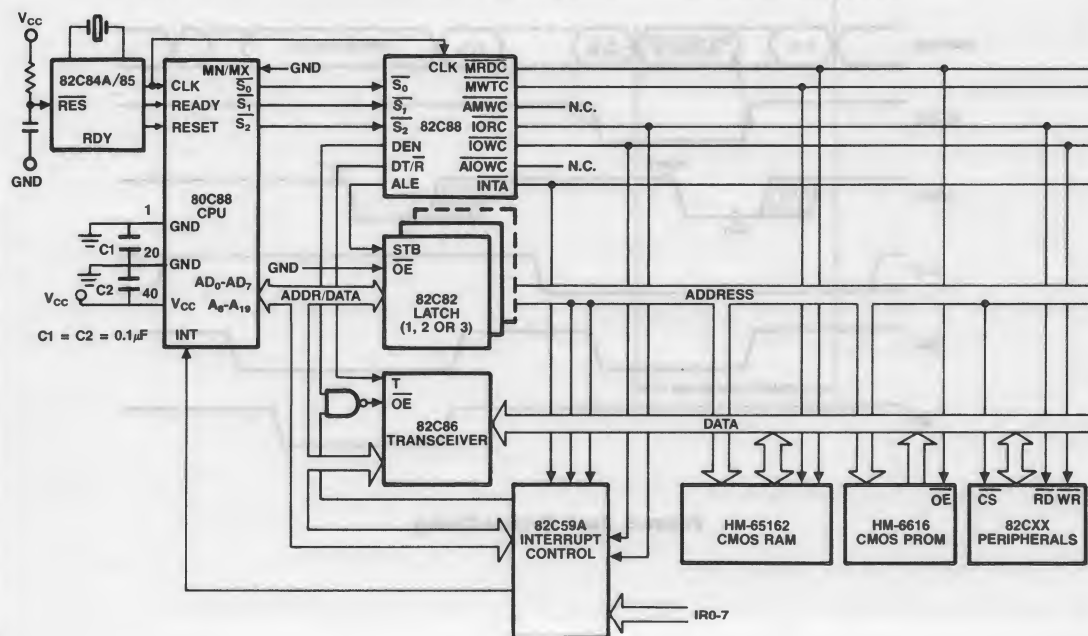 VCC
82C84A/85
RES
RDY
GND
MN/MX
GND
CLK
READY
RESET
S0
S1
S2
80C88
CPU
1
GND
C1
20
GND
C2
VCC
40
VCC
AD0-AD7
A8-A19
INT
C1 = C2 = 0.1μF
CLK
S0
S1
S2
82C88
DEN
DT/R
ALE
MRDC
MWTC
AMWC
IORC
IOWC
AIOWC
INTA
N.C.
N.C.
STB
GND
OE
82C82
LATCH
(1, 2 OR 3)
ADDR/DATA
ADDRESS
T
OE
82C86
TRANSCEIVER
DATA
82C59A
INTERRUPT
CONTROL
IR0-7
HM-65162
CMOS RAM
OE
HM-6616
CMOS PROM
CS
RD WR
82CXX
PERIPHERALS